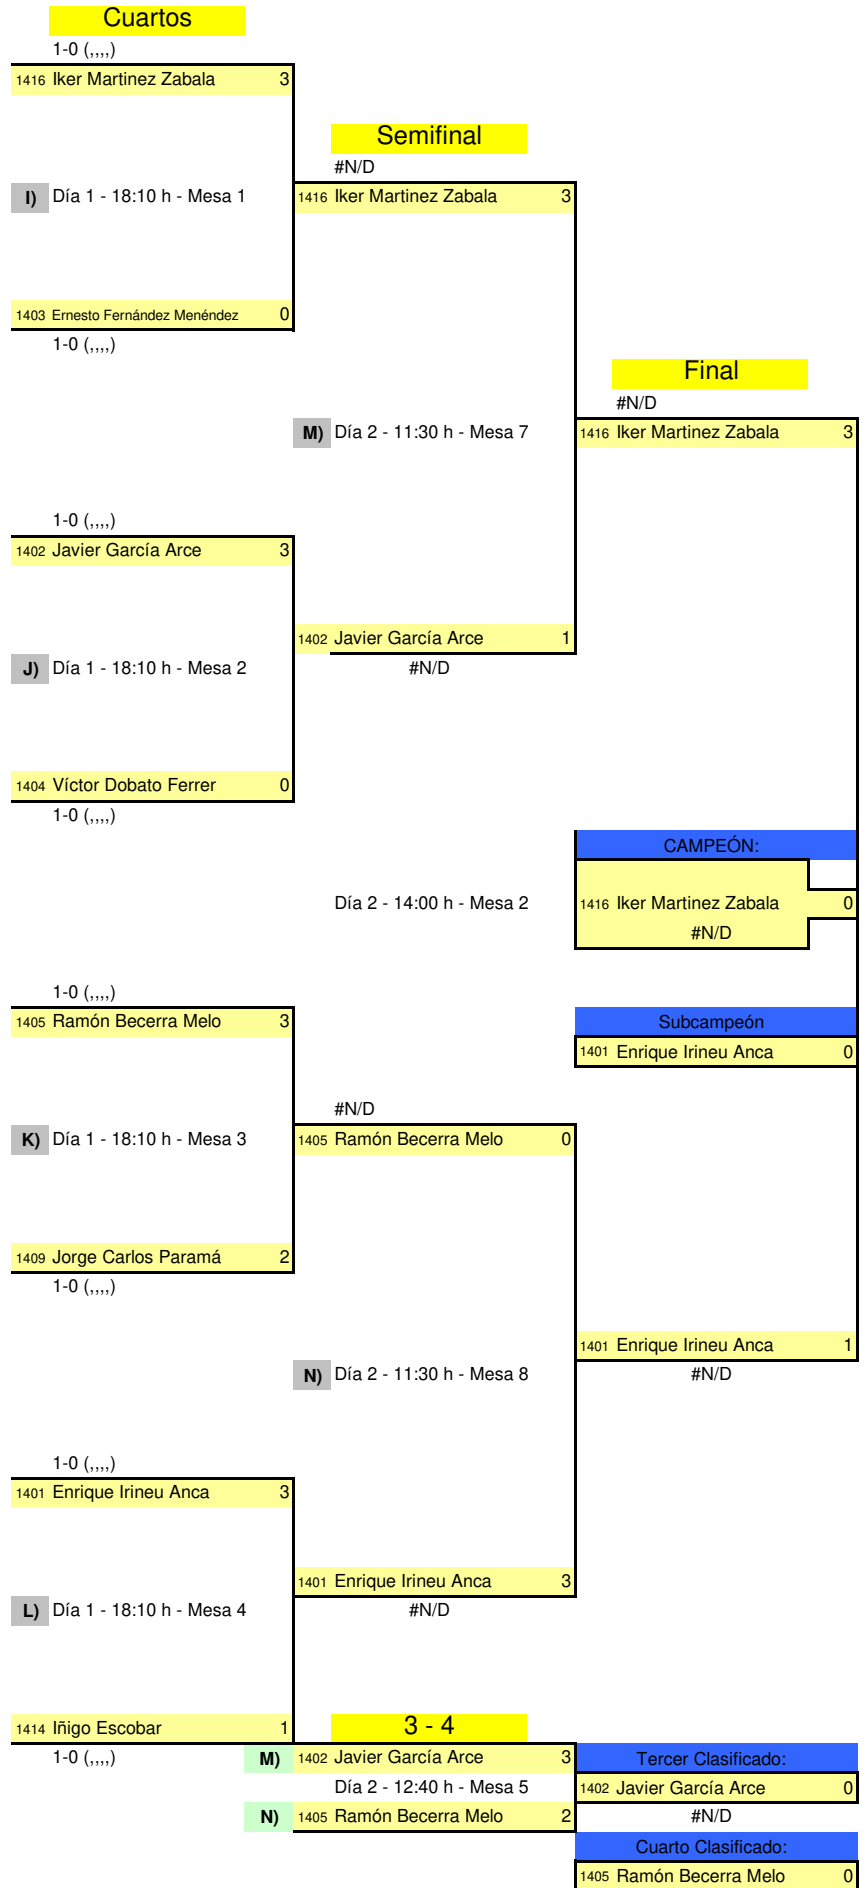 Cuartos
1-0 (,,,,)
1416 Iker Martinez Zabala 3
Semifinal
#N/D
I) Día 1 - 18:10 h - Mesa 1
1416 Iker Martinez Zabala 3
1403 Ernesto Fernández Menéndez 0
1-0 (,,,,)
Final
#N/D
M) Día 2 - 11:30 h - Mesa 7
1416 Iker Martinez Zabala 3
1-0 (,,,,)
1402 Javier García Arce 3
1402 Javier García Arce 1
J) Día 1 - 18:10 h - Mesa 2
#N/D
1404 Víctor Dobato Ferrer 0
1-0 (,,,,)
CAMPEÓN:
Día 2 - 14:00 h - Mesa 2
1416 Iker Martinez Zabala 0
#N/D
1-0 (,,,,)
1405 Ramón Becerra Melo 3
Subcampeón
1401 Enrique Irineu Anca 0
#N/D
K) Día 1 - 18:10 h - Mesa 3
1405 Ramón Becerra Melo 0
1409 Jorge Carlos Paramá 2
1-0 (,,,,)
1401 Enrique Irineu Anca 1
N) Día 2 - 11:30 h - Mesa 8
#N/D
1-0 (,,,,)
1401 Enrique Irineu Anca 3
1401 Enrique Irineu Anca 3
L) Día 1 - 18:10 h - Mesa 4
#N/D
1414 Iñigo Escobar 1
3 - 4
1-0 (,,,,)
M) 1402 Javier García Arce 3
Tercer Clasificado:
Día 2 - 12:40 h - Mesa 5
1402 Javier García Arce 0
N) 1405 Ramón Becerra Melo 2
#N/D
Cuarto Clasificado:
1405 Ramón Becerra Melo 0